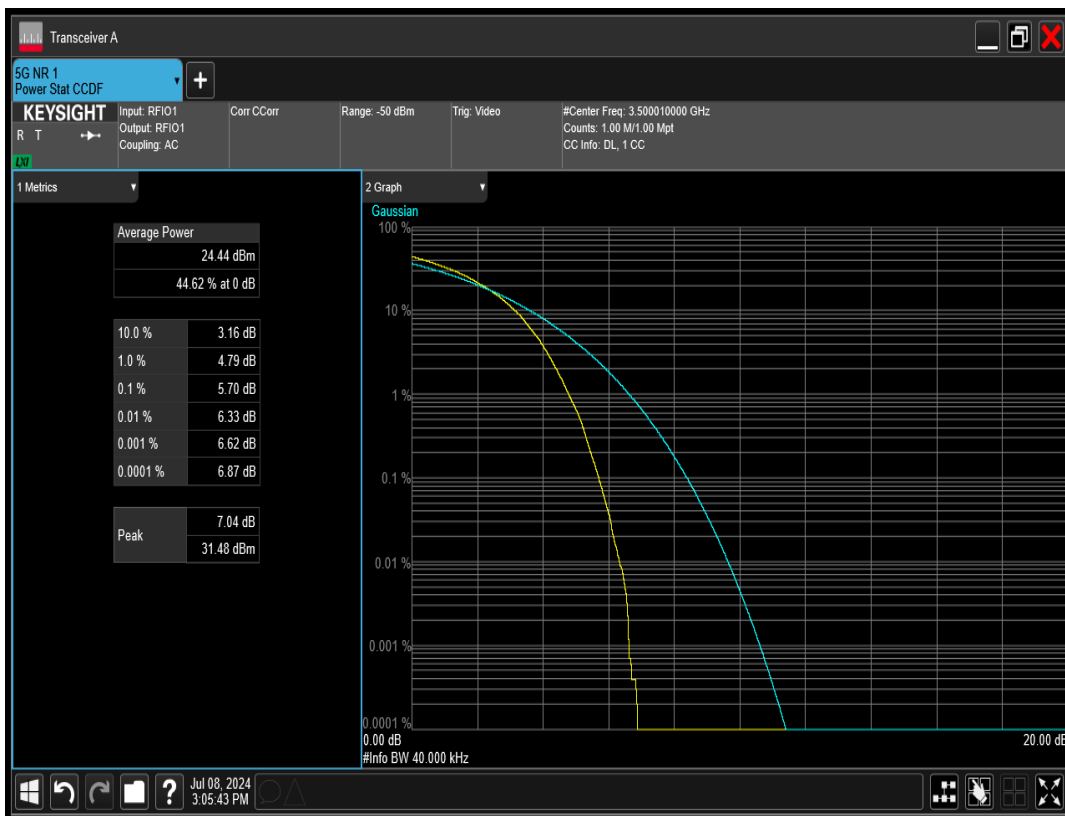 Transceiver A
5G NR 1
Power Stat CCDF
+
KEYSIGHT
R T
LXI
Input: RFIO1
Output: RFIO1
Coupling: AC
Corr CCorr
Range: -50 dBm
Trig: Video
#Center Freq: 3.500010000 GHz
Counts: 1.00 M/1.00 Mpt
CC Info: DL, 1 CC
1 Metrics
Average Power
24.44 dBm
44.62 % at 0 dB
10.0 % 3.16 dB
1.0 % 4.79 dB
0.1 % 5.70 dB
0.01 % 6.33 dB
0.001 % 6.62 dB
0.0001 % 6.87 dB
Peak
7.04 dB
31.48 dBm
2 Graph
Gaussian
100 %
10 %
1 %
0.1 %
0.01 %
0.001 %
0.0001 %
0.00 dB 20.00 dB
#Info BW 40.000 kHz
?
Jul 08, 2024
3:05:43 PM